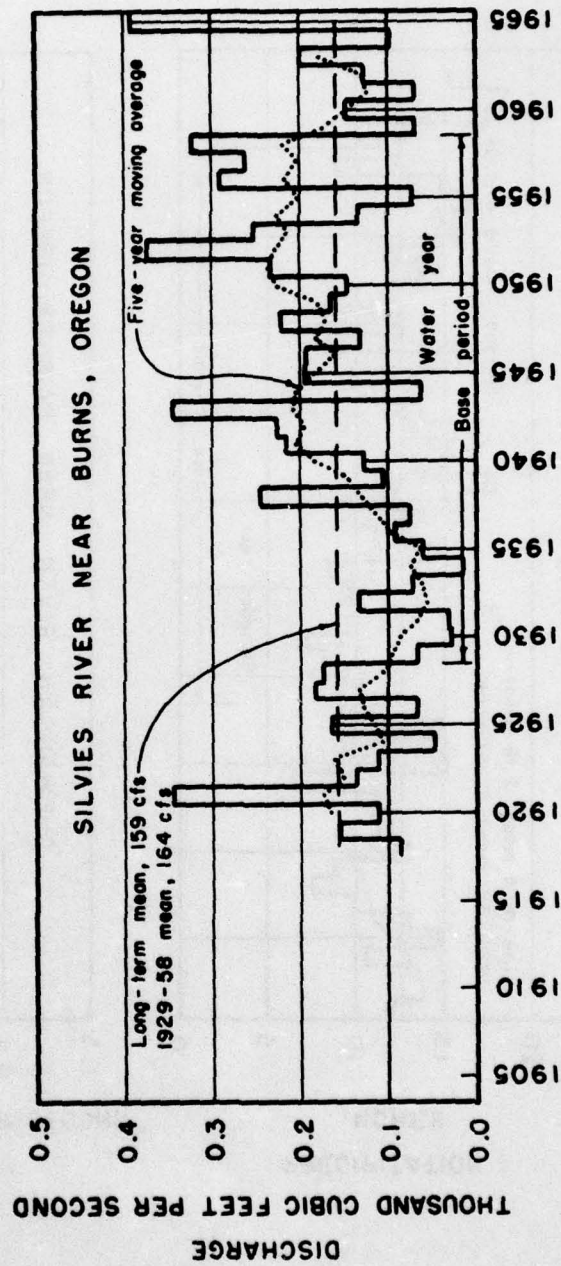 SILVIES RIVER NEAR BURNS, OREGON
DISCHARGE
THOUSAND CUBIC FEET PER SECOND
0.5
0.4
0.3
0.2
0.1
0.0
Long-term mean, 159 cfs
1929-58 mean, 164 cfs
Five-year moving average
Water year
Base period
1905
1910
1915
1920
1925
1930
1935
1940
1945
1950
1955
1960
1965